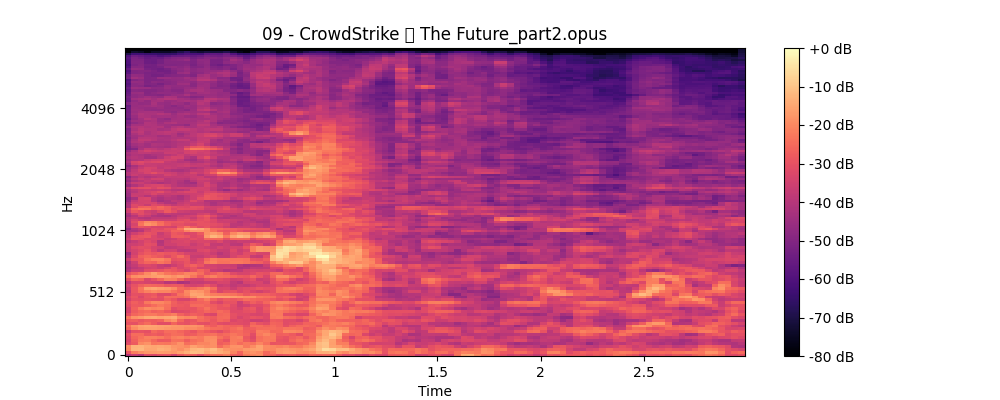 09 - CrowdStrike － The Future_part2.opus
+0 dB
4096
-10 dB
-20 dB
2048
-30 dB
Hz
-40 dB
1024
-50 dB
512
-60 dB
-70 dB
0
-80 dB
0
0.5
1
1.5
2
2.5
Time